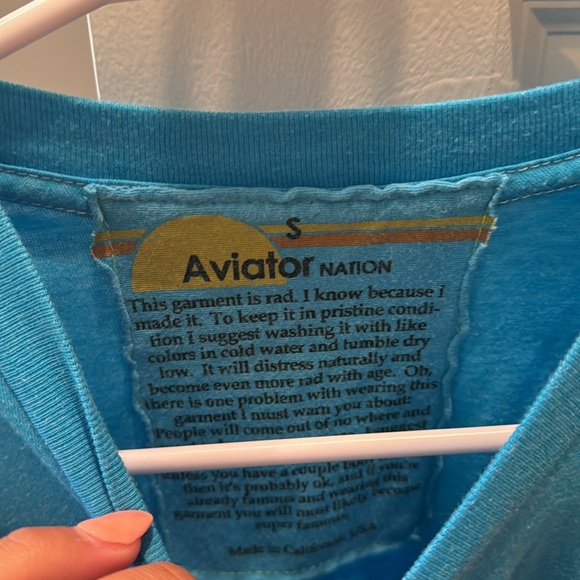 S
Aviator NATION
This garment is rad. I know because I
made it. To keep it in pristine condi-
tion I suggest washing it with like
colors in cold water and tumble dry
low. It will distress naturally and
become even more rad with age. Oh,
there is one problem with wearing this
garment I must warn you about:
People will come out of no where and
suggest
unless you have a couple
then it's probably ok, and if you're
already famous and wearing this
garment you will most likely become
super famous
Made in California, USA